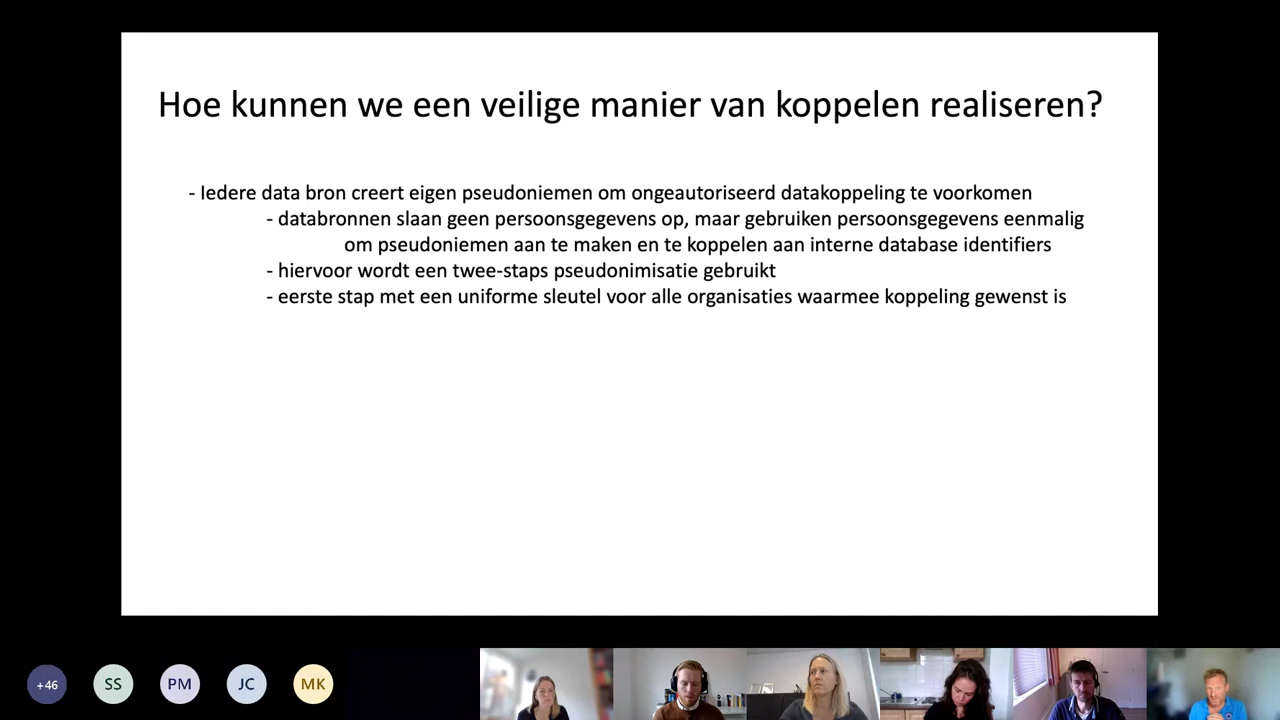 Hoe kunnen we een veilige manier van koppelen realiseren?
- Iedere data bron creert eigen pseudoniemen om ongeautoriseerd datakoppeling te voorkomen
- databronnen slaan geen persoonsgegevens op, maar gebruiken persoonsgegevens eenmalig
om pseudoniemen aan te maken en te koppelen aan interne database identifiers
- hiervoor wordt een twee-staps pseudonimisatie gebruikt
- eerste stap met een uniforme sleutel voor alle organisaties waarmee koppeling gewenst is
+46 SS PM JC MK